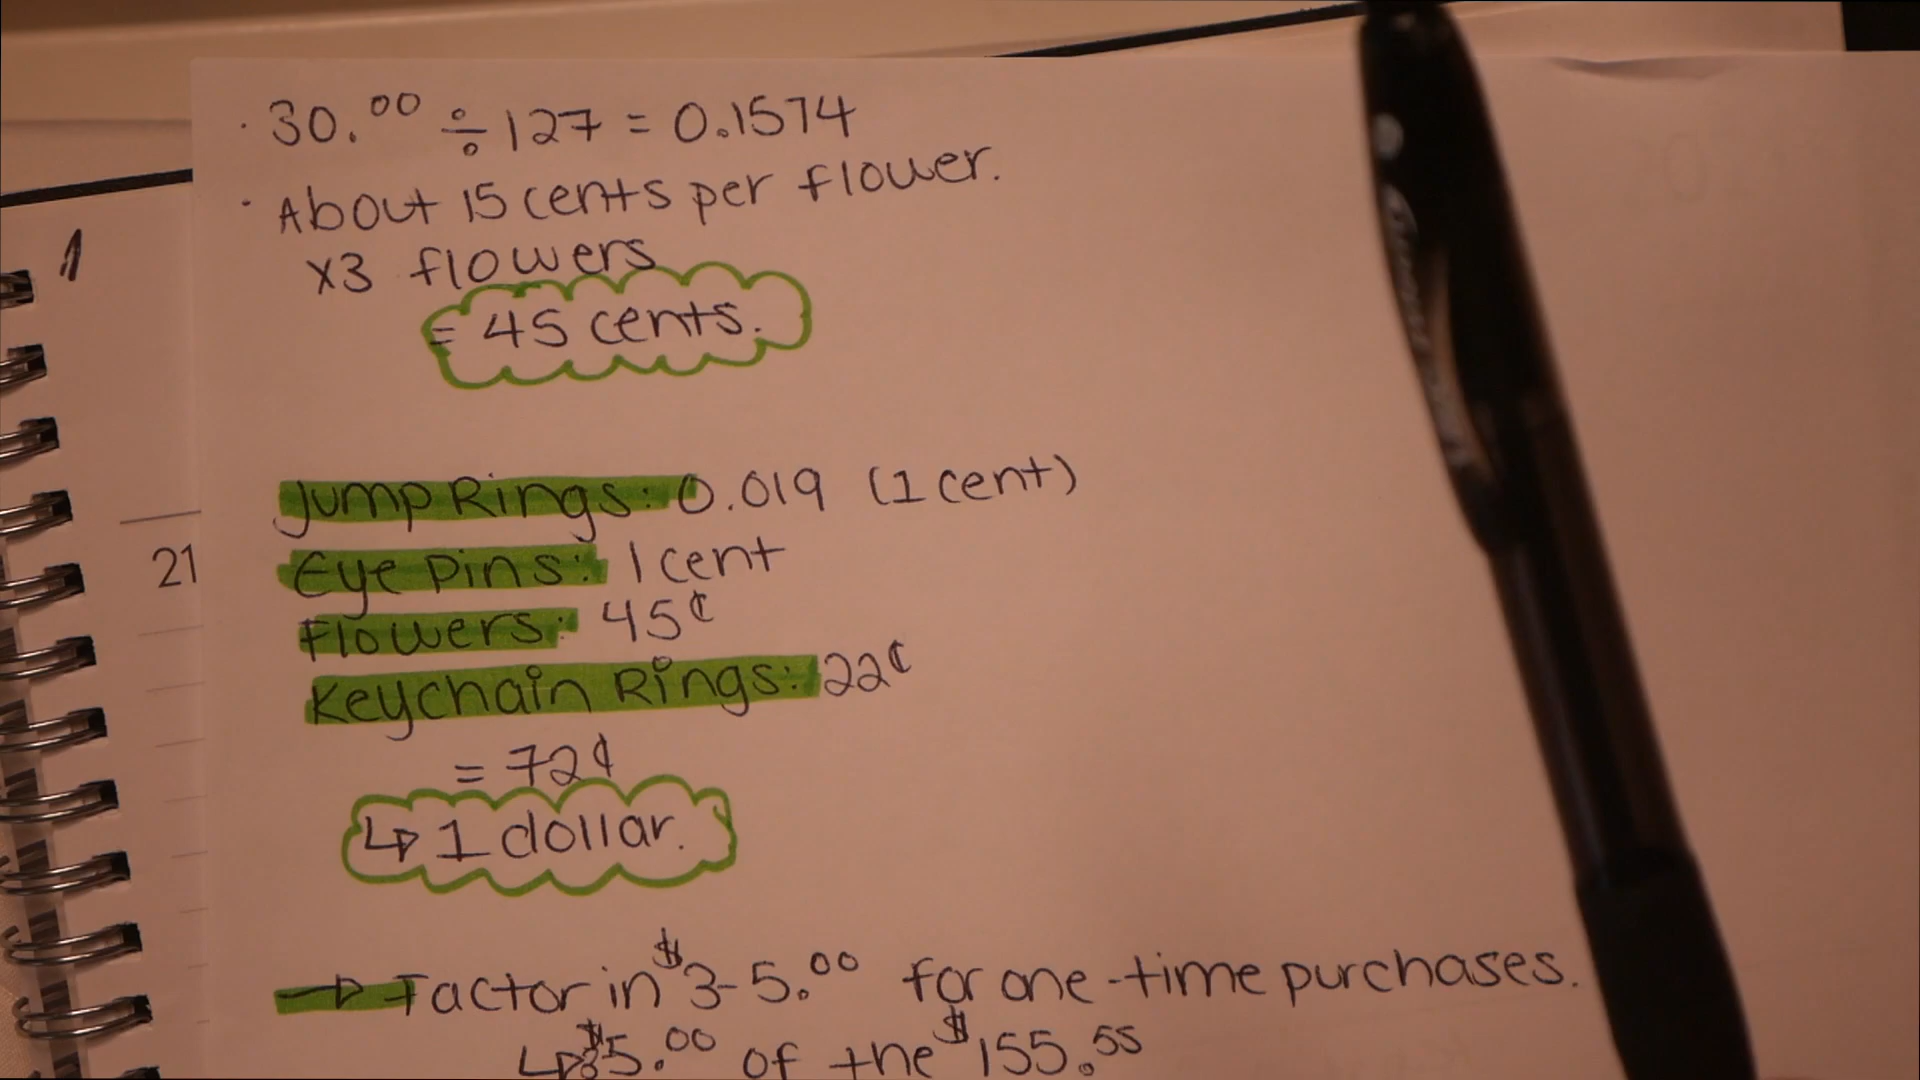 · 30.⁰⁰ ÷ 127 = 0.1574
· About 15 cents per flower.
x3 flowers
= 45 cents.
Jump Rings: 0.019 (1 cent)
Eye Pins: 1 cent
Flowers: 45¢
Keychain Rings: 22¢
= 72¢
↳ 1 dollar.
→ Factor in $3-5.⁰⁰ for one-time purchases.
↳ $5.⁰⁰ of the $155.⁵⁵
21